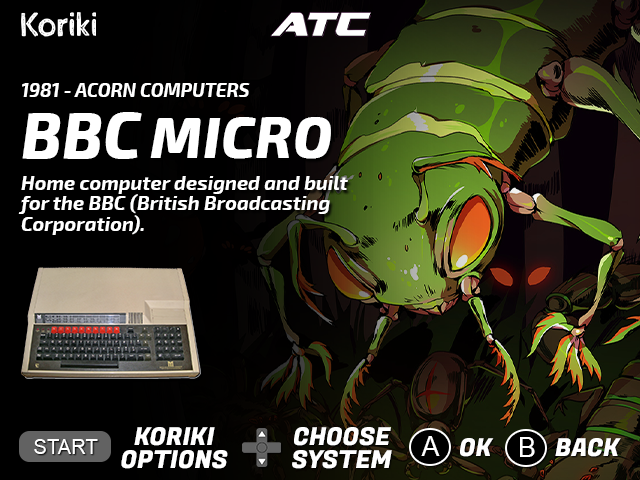 Koriki
ATC
1981 - ACORN COMPUTERS
BBC MICRO
Home computer designed and built
for the BBC (British Broadcasting
Corporation).
START
KORIKI
OPTIONS
CHOOSE
SYSTEM
A OK
B BACK